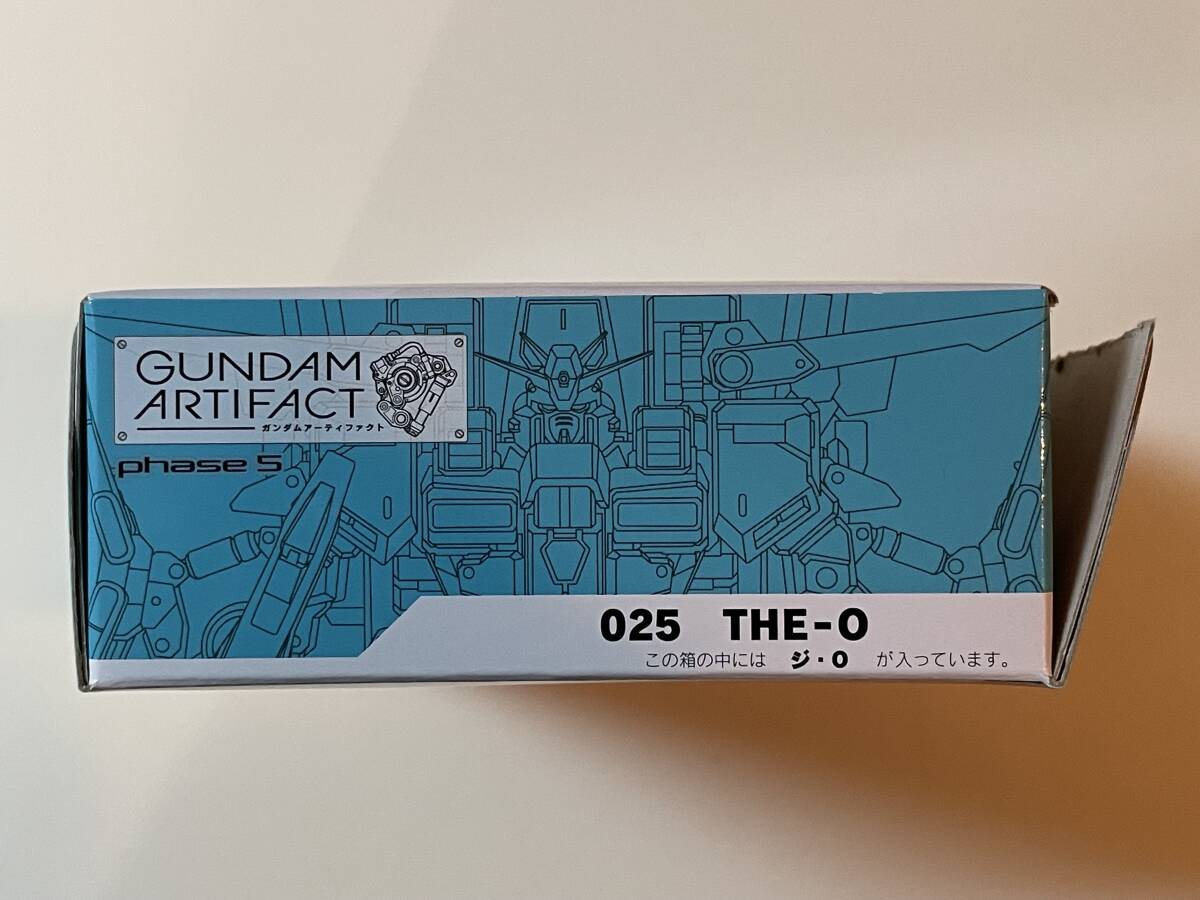 GUNDAM
ARTIFACT
ガンダムアーティファクト
phase 5
025 THE-O
この箱の中には ジ・O が入っています。